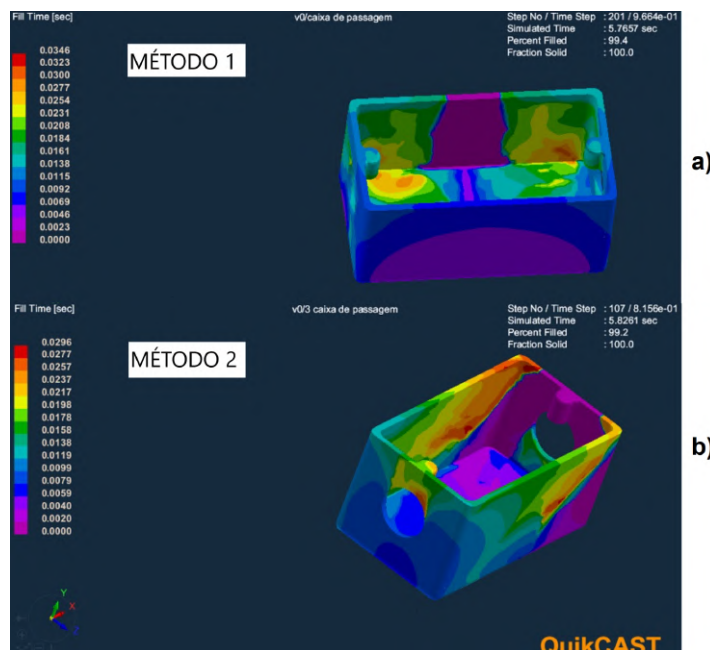 Fill Time [sec]
v0/caixa de passagem
Step No / Time Step : 201 / 9.664e-01
Simulated Time : 5.7657 sec
Percent Filled : 99.4
Fraction Solid : 100.0
MÉTODO 1
0.0346
0.0323
0.0300
0.0277
0.0254
0.0231
0.0208
0.0184
0.0161
0.0138
0.0115
0.0092
0.0069
0.0046
0.0023
0.0000
a)
Fill Time [sec]
v0/3 caixa de passagem
Step No / Time Step : 107 / 8.156e-01
Simulated Time : 5.8261 sec
Percent Filled : 99.2
Fraction Solid : 100.0
MÉTODO 2
0.0296
0.0277
0.0257
0.0237
0.0217
0.0198
0.0178
0.0158
0.0138
0.0119
0.0099
0.0079
0.0059
0.0040
0.0020
0.0000
b)
Y
X
Z
QuikCAST